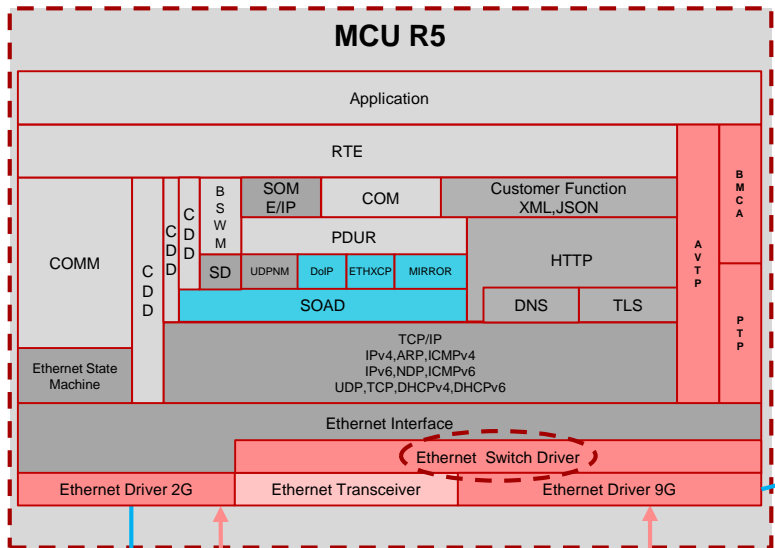 MCU R5
Application
RTE
COMM
C
D
D
C
D
D
C
D
D
B
S
W
M
SD
SOM
E/IP
COM
Customer Function
XML,JSON
PDUR
UDPNM
DoIP
ETHXCP
MIRROR
HTTP
SOAD
DNS
TLS
A
V
T
P
B
M
C
A
P
T
P
Ethernet State
Machine
TCP/IP
IPv4,ARP,ICMPv4
IPv6,NDP,ICMPv6
UDP,TCP,DHCPv4,DHCPv6
Ethernet Interface
Ethernet Switch Driver
Ethernet Driver 2G
Ethernet Transceiver
Ethernet Driver 9G